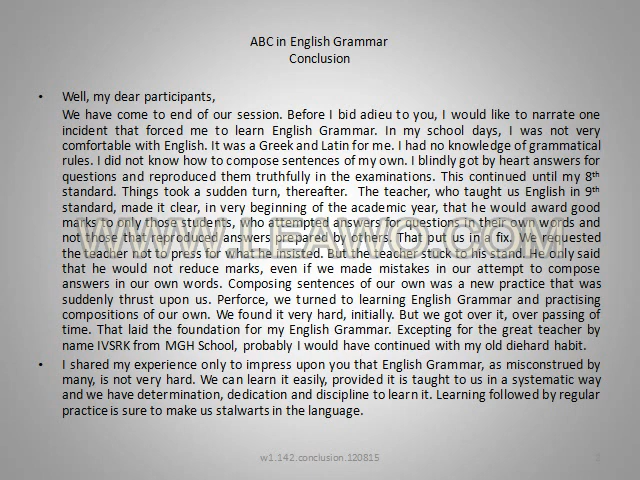 ABC in English Grammar
Conclusion
• Well, my dear participants,
We have come to end of our session. Before I bid adieu to you, I would like to narrate one
incident that forced me to learn English Grammar. In my school days, I was not very
comfortable with English. It was a Greek and Latin for me. I had no knowledge of grammatical
rules. I did not know how to compose sentences of my own. I blindly got by heart answers for
questions and reproduced them truthfully in the examinations. This continued until my 8th
standard. Things took a sudden turn, thereafter. The teacher, who taught us English in 9th
standard, made it clear, in very beginning of the academic year, that he would award good
marks to only those students, who attempted answers for questions in their own words and
not those that reproduced answers prepared by others. That put us in a fix. We requested
the teacher not to press for what he insisted. But the teacher stuck to his stand. He only said
that he would not reduce marks, even if we made mistakes in our attempt to compose
answers in our own words. Composing sentences of our own was a new practice that was
suddenly thrust upon us. Perforce, we turned to learning English Grammar and practising
compositions of our own. We found it very hard, initially. But we got over it, over passing of
time. That laid the foundation for my English Grammar. Excepting for the great teacher by
name IVSRK from MGH School, probably I would have continued with my old diehard habit.
• I shared my experience only to impress upon you that English Grammar, as misconstrued by
many, is not very hard. We can learn it easily, provided it is taught to us in a systematic way
and we have determination, dedication and discipline to learn it. Learning followed by regular
practice is sure to make us stalwarts in the language.
WWW.LEAWO.COM
w1.142.conclusion.120815